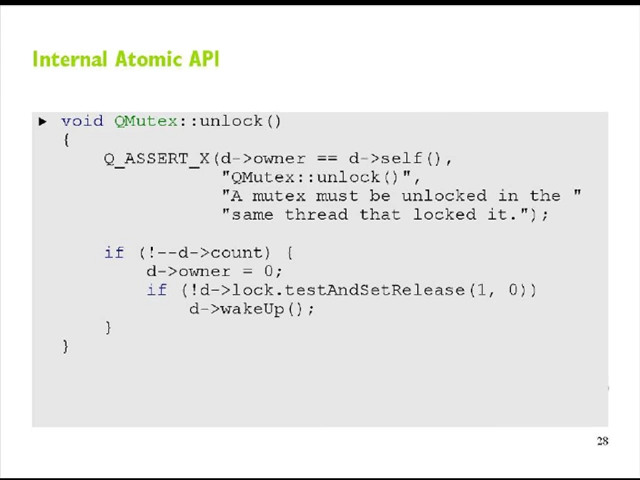 Internal Atomic API
void QMutex::unlock()
{
Q_ASSERT_X(d->owner == d->self(),
"QMutex::unlock()",
"A mutex must be unlocked in the "
"same thread that locked it.");
if (!--d->count) {
d->owner = 0;
if (!d->lock.testAndSetRelease(1, 0))
d->wakeUp();
}
}
28